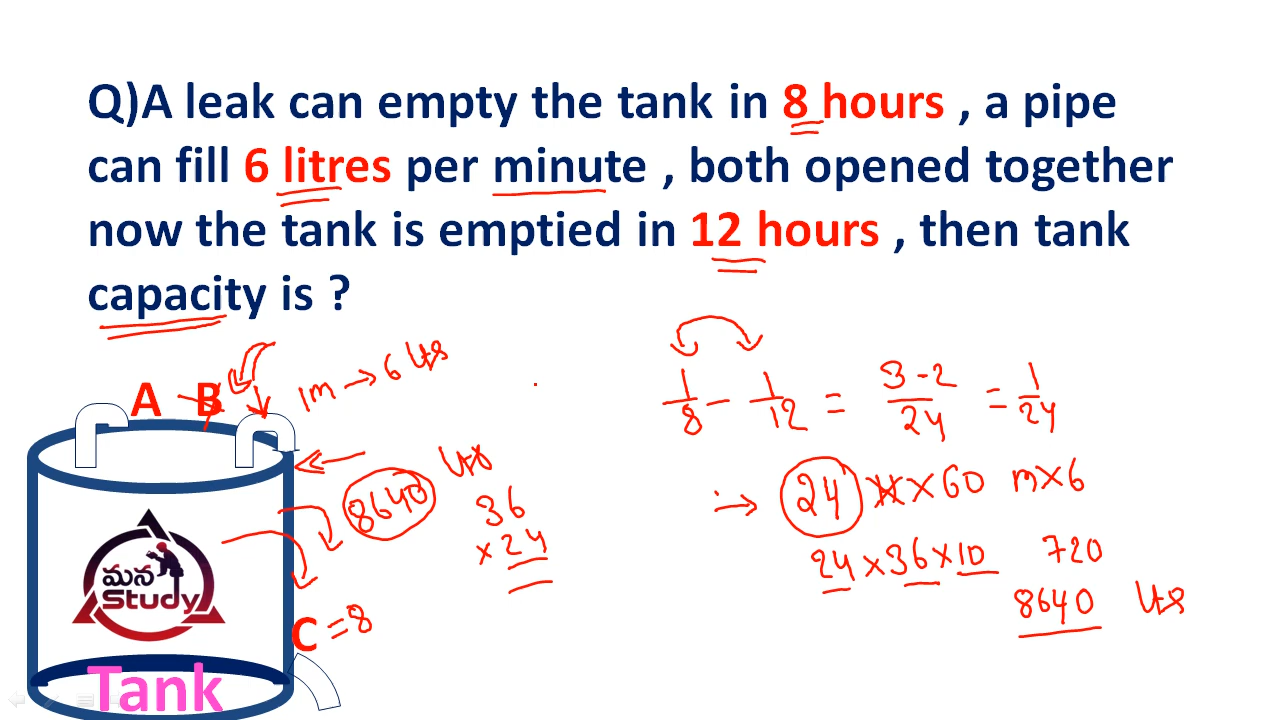 Q)A leak can empty the tank in 8 hours , a pipe
can fill 6 litres per minute , both opened together
now the tank is emptied in 12 hours , then tank
capacity is ?
A B
1m → 6 lts
1/8 - 1/12 = 3-2/24 = 1/24
8640 lts
36
×24
→ 24 × 60 m×6
24×36×10 720
8640 lts
మన
Study
C =8
Tank